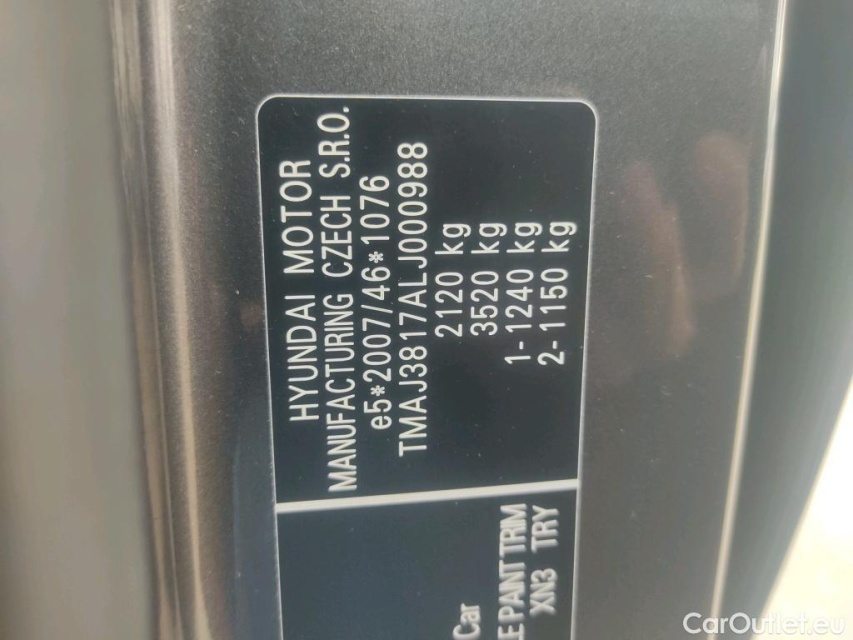 HYUNDAI MOTOR
MANUFACTURING CZECH S.R.O.
e5*2007/46*1076
TMAJ3817ALJ000988
2120 kg
3520 kg
1- 1240 kg
2- 1150 kg
Car
E PAINT TRIM
XN3 TRY
CarOutlet.eu